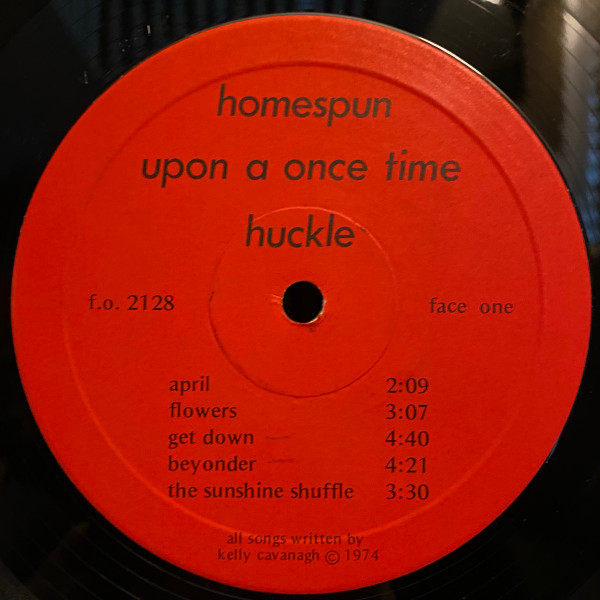 homespun
upon a once time
huckle
f.o. 2128 face one
april 2:09
flowers 3:07
get down 4:40
beyonder 4:21
the sunshine shuffle 3:30
all songs written by
kelly cavanagh © 1974